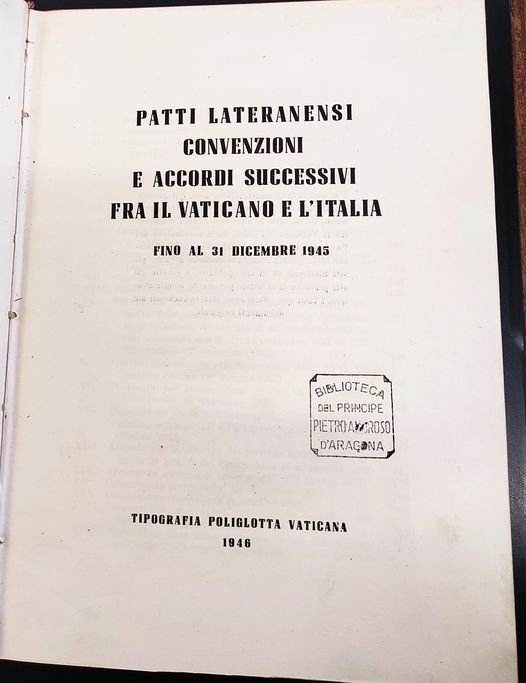 PATTI LATERANENSI
CONVENZIONI
E ACCORDI SUCCESSIVI
FRA IL VATICANO E L'ITALIA
FINO AL 31 DICEMBRE 1945
BIBLIOTECA
DEL PRINCIPE
PIETRO
D'ARAGONA
TIPOGRAFIA POLIGLOTTA VATICANA
1946